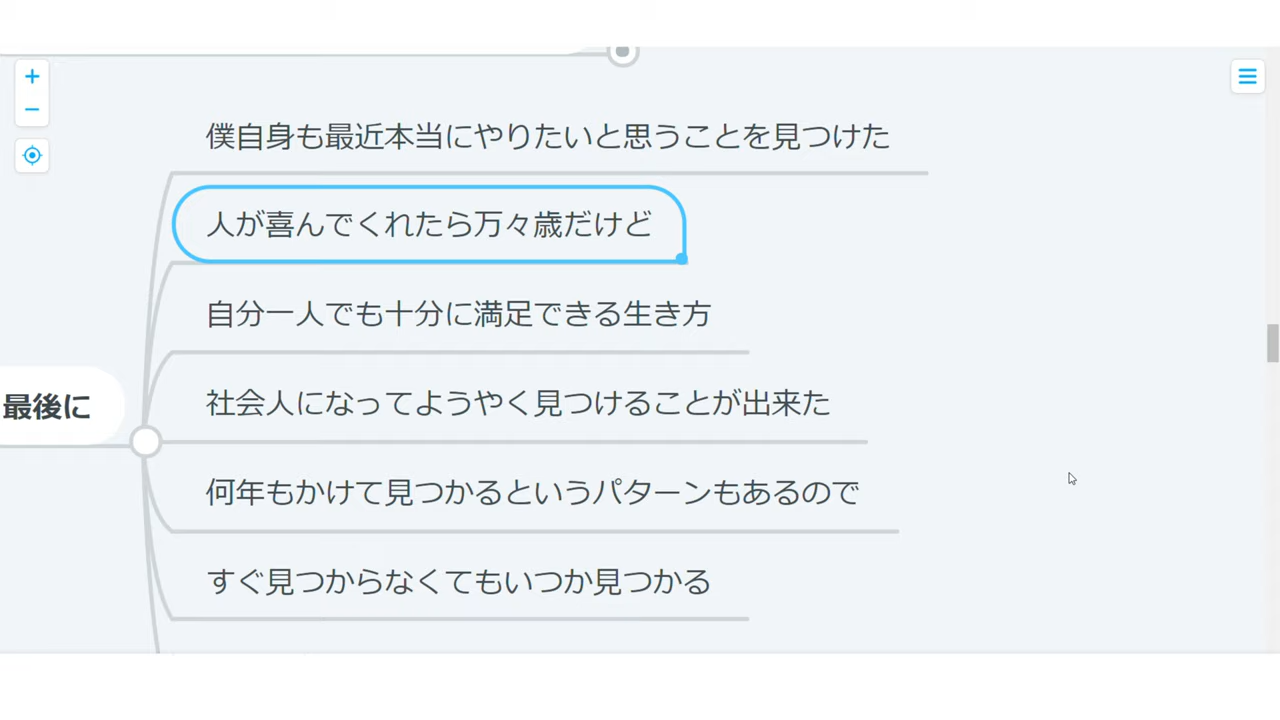 僕自身も最近本当にやりたいと思うことを見つけた
人が喜んでくれたら万々歳だけど
自分一人でも十分に満足できる生き方
最後に
社会人になってようやく見つけることが出来た
何年もかけて見つかるというパターンもあるので
すぐ見つからなくてもいつか見つかる